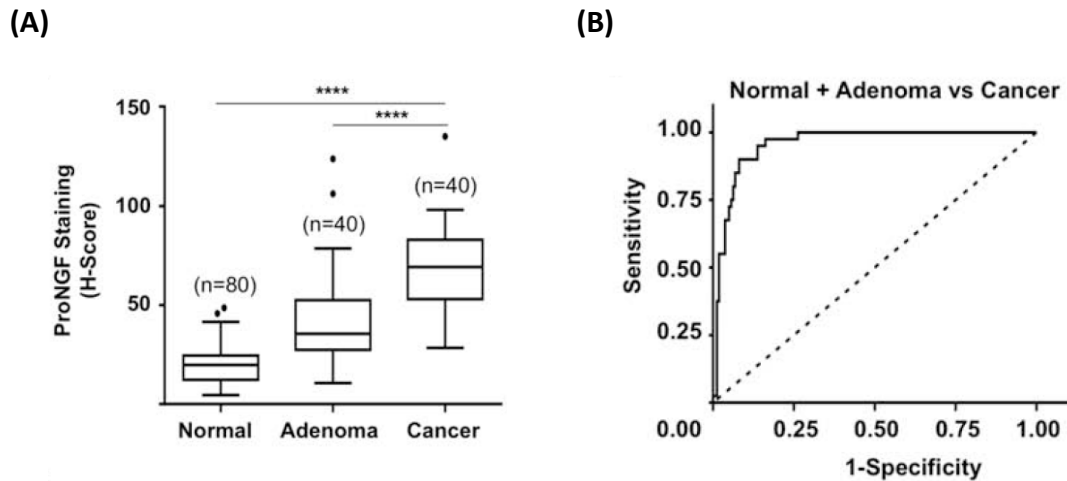 (A)
150
100
50
ProNGF Staining
(H-Score)
****
****
(n=80)
(n=40)
(n=40)
Normal
Adenoma
Cancer
(B)
Normal + Adenoma vs Cancer
1.00
0.75
0.50
0.25
0.00
0.25
0.50
0.75
1.00
Sensitivity
1-Specificity